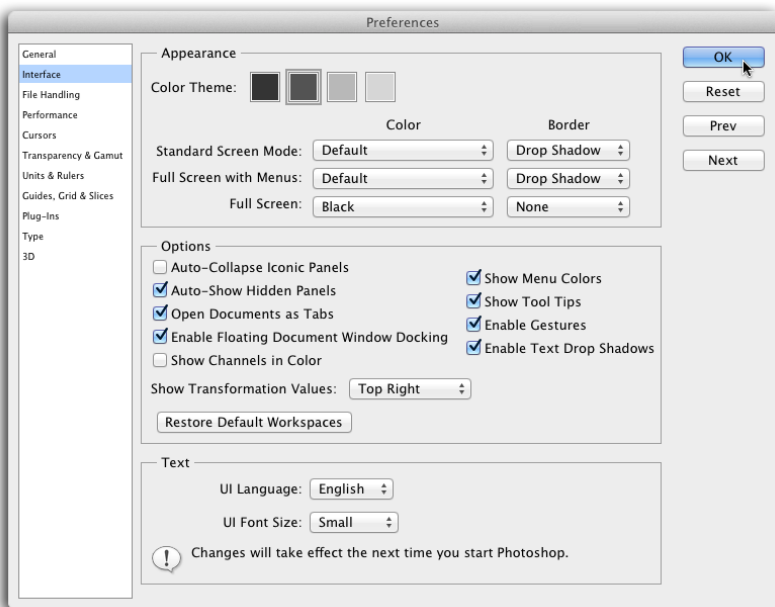 Preferences
General
Interface
File Handling
Performance
Cursors
Transparency & Gamut
Units & Rulers
Guides, Grid & Slices
Plug-Ins
Type
3D
Appearance
Color Theme:
Color Border
Standard Screen Mode: Default Drop Shadow
Full Screen with Menus: Default Drop Shadow
Full Screen: Black None
Options
Auto-Collapse Iconic Panels
Auto-Show Hidden Panels
Open Documents as Tabs
Enable Floating Document Window Docking
Show Channels in Color
Show Menu Colors
Show Tool Tips
Enable Gestures
Enable Text Drop Shadows
Show Transformation Values: Top Right
Restore Default Workspaces
Text
UI Language: English
UI Font Size: Small
! Changes will take effect the next time you start Photoshop.
OK
Reset
Prev
Next